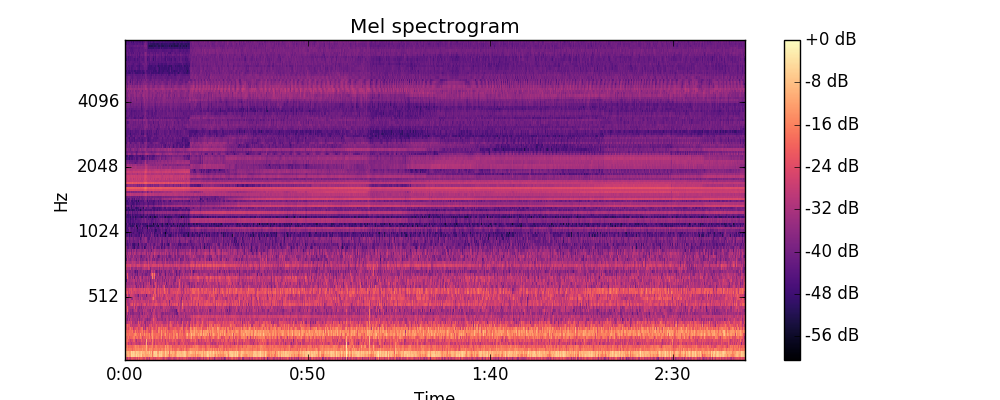 Mel spectrogram
Hz
4096
2048
1024
512
0:00 0:50 1:40 2:30
Time
+0 dB
-8 dB
-16 dB
-24 dB
-32 dB
-40 dB
-48 dB
-56 dB